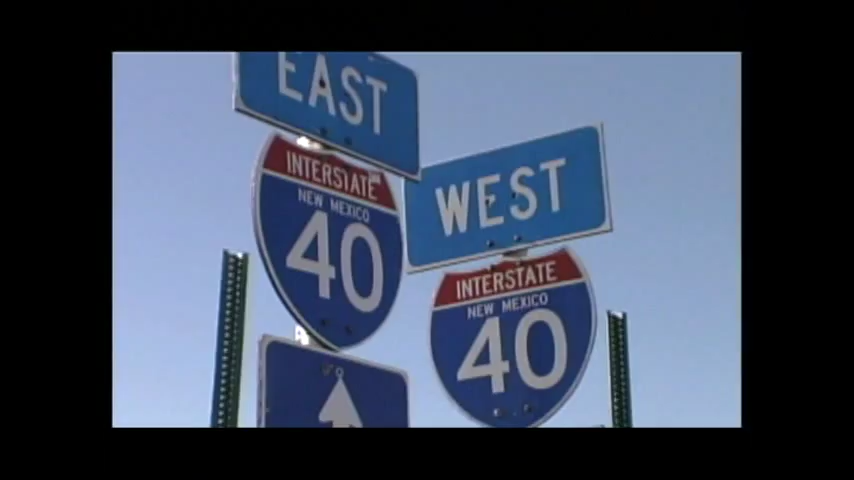 EAST
INTERSTATE
NEW MEXICO
40
WEST
INTERSTATE
NEW MEXICO
40